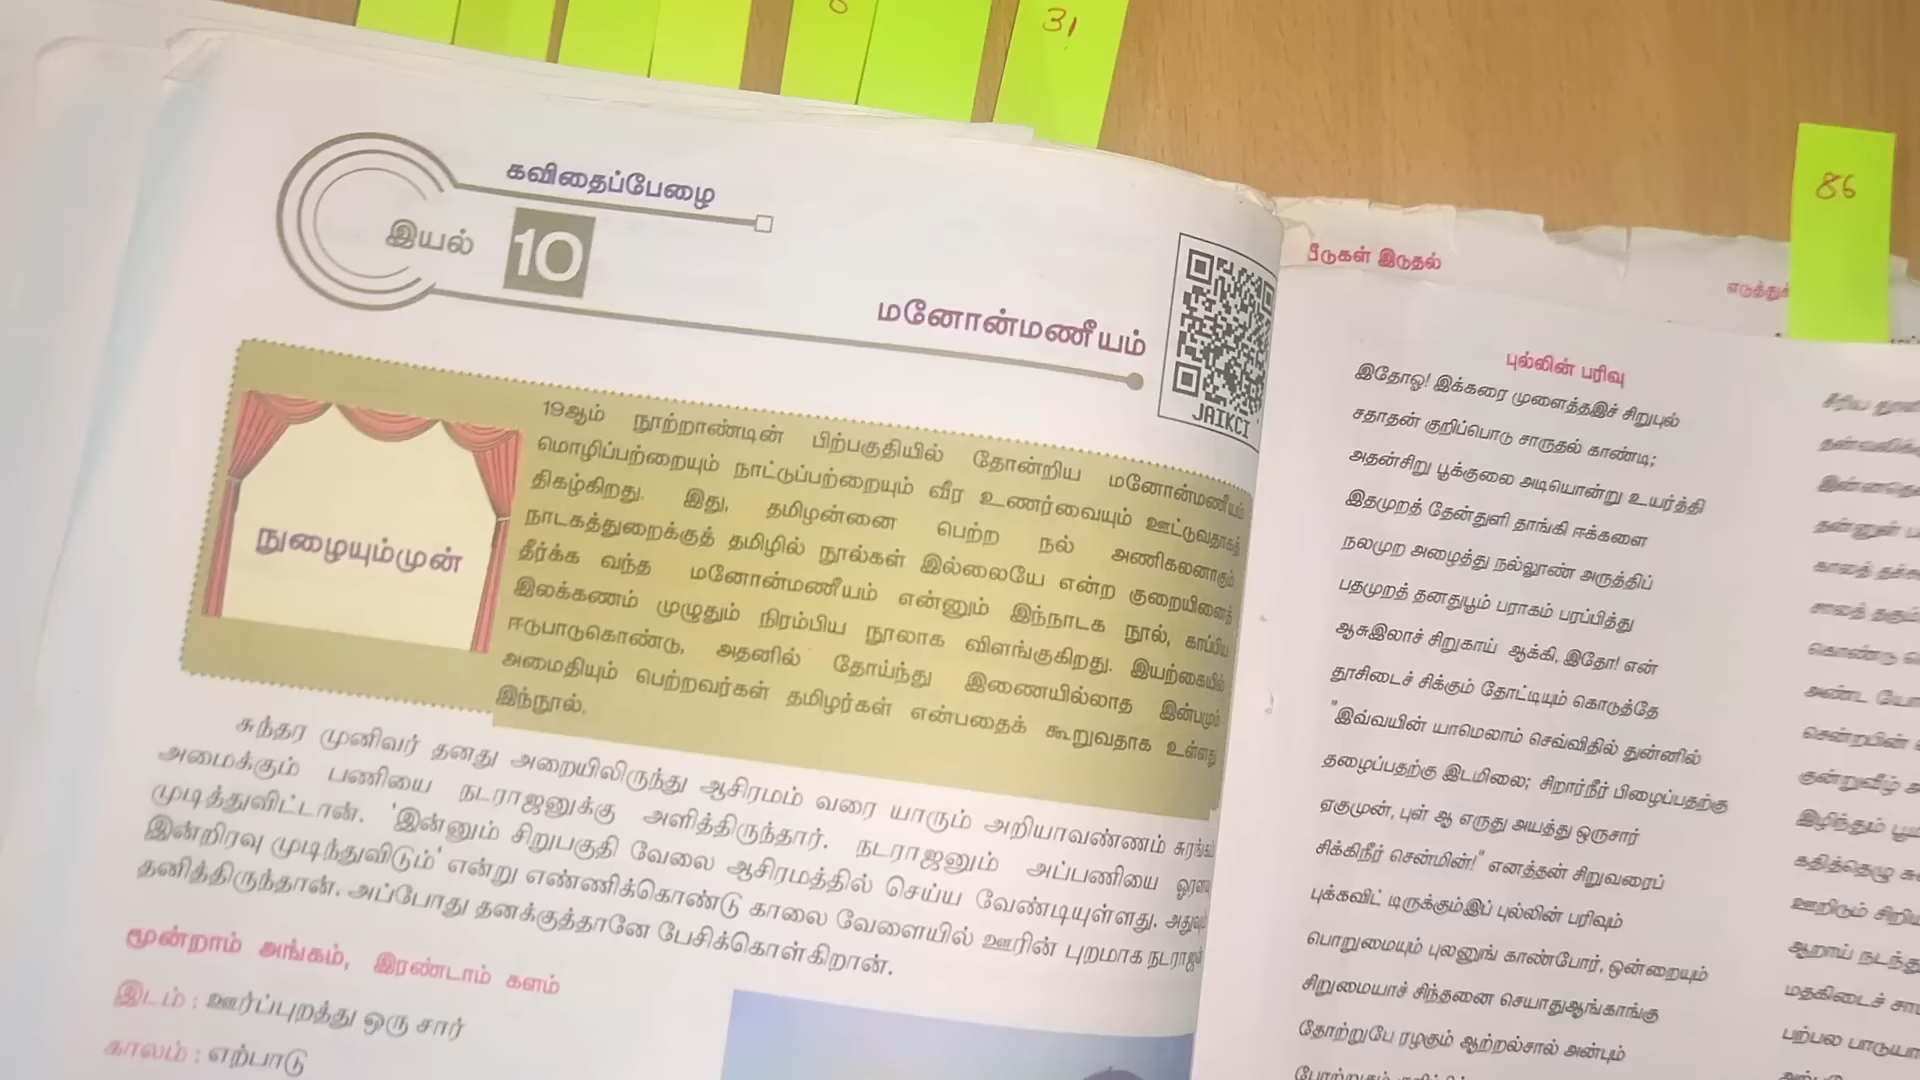 31
86
கவிதைப்பேழை
இயல் 10
மனோன்மணீயம்
JAIKCI
நுழையும்முன்
19ஆம் நூற்றாண்டின் பிற்பகுதியில் தோன்றிய மனோன்மணீயம்
மொழிப்பற்றையும் நாட்டுப்பற்றையும் வீர உணர்வையும் ஊட்டுவதாகத்
திகழ்கிறது. இது, தமிழன்னை பெற்ற நல் அணிகலனாகும்
நாடகத்துறைக்குத் தமிழில் நூல்கள் இல்லையே என்ற குறையினைத்
தீர்க்க வந்த மனோன்மணீயம் என்னும் இந்நாடக நூல், காப்பிய
இலக்கணம் முழுதும் நிரம்பிய நூலாக விளங்குகிறது. இயற்கையில்
ஈடுபாடுகொண்டு, அதனில் தோய்ந்து இணையில்லாத இன்பமும்
அமைதியும் பெற்றவர்கள் தமிழர்கள் என்பதைக் கூறுவதாக உள்ளது
இந்நூல்.
சுந்தர முனிவர் தனது அறையிலிருந்து ஆசிரமம் வரை யாரும் அறியாவண்ணம்
அமைக்கும் பணியை நடராஜனுக்கு அளித்திருந்தார். நடராஜனும் அப்பணியை
முடித்துவிட்டான். 'இன்னும் சிறுபகுதி வேலை ஆசிரமத்தில் செய்ய வேண்டியுள்ளது.
இன்றிரவு முடிந்துவிடும்' என்று எண்ணிக்கொண்டு காலை வேளையில் ஊரின் புறமாக
தனித்திருந்தான். அப்போது தனக்குத்தானே பேசிக்கொள்கிறான்.
மூன்றாம் அங்கம், இரண்டாம் களம்
இடம் : ஊர்ப்புறத்து ஒரு சார்
காலம் : எற்பாடு
இடுதல்
புல்லின் பரிவு
இதோஓ! இக்கரை முளைத்தஇச் சிறுபுல்
சதாதன் குறிப்பொடு சாருதல் காண்டி;
அதன்சிறு பூக்குலை அடியொன்று உயர்த்தி
இதமுறத் தேன்துளி தாங்கி ஈக்களை
நலமுற அழைத்து நல்லூண் அருத்திப்
பதமுறத் தனதுபூம் பராகம் பரப்பித்து
ஆசுஇலாச் சிறுகாய் ஆக்கி, இதோ! என்
தூசிடைச் சிக்கும் தோட்டியும் கொடுத்தே
"இவ்வயின் யாமெலாம் செவ்விதில் துன்னில்
தழைப்பதற்கு இடமிலை; சிறார்நீர் பிழைப்பதற்கு
ஏகுமுன், புள் ஆ எருது அயத்து ஒருசார்
சிக்கிநீர் சென்மின்!" எனத்தன் சிறுவரைப்
புக்கவிட் டிருக்கும்இப் புல்லின் பரிவும்
பொறுமையும் புலனுங் காண்போர், ஒன்றையும்
சிறுமையாச் சிந்தனை செயாதுஆங்காங்கு
தோற்றுபே ரழகும் ஆற்றல்சால் அன்பும்